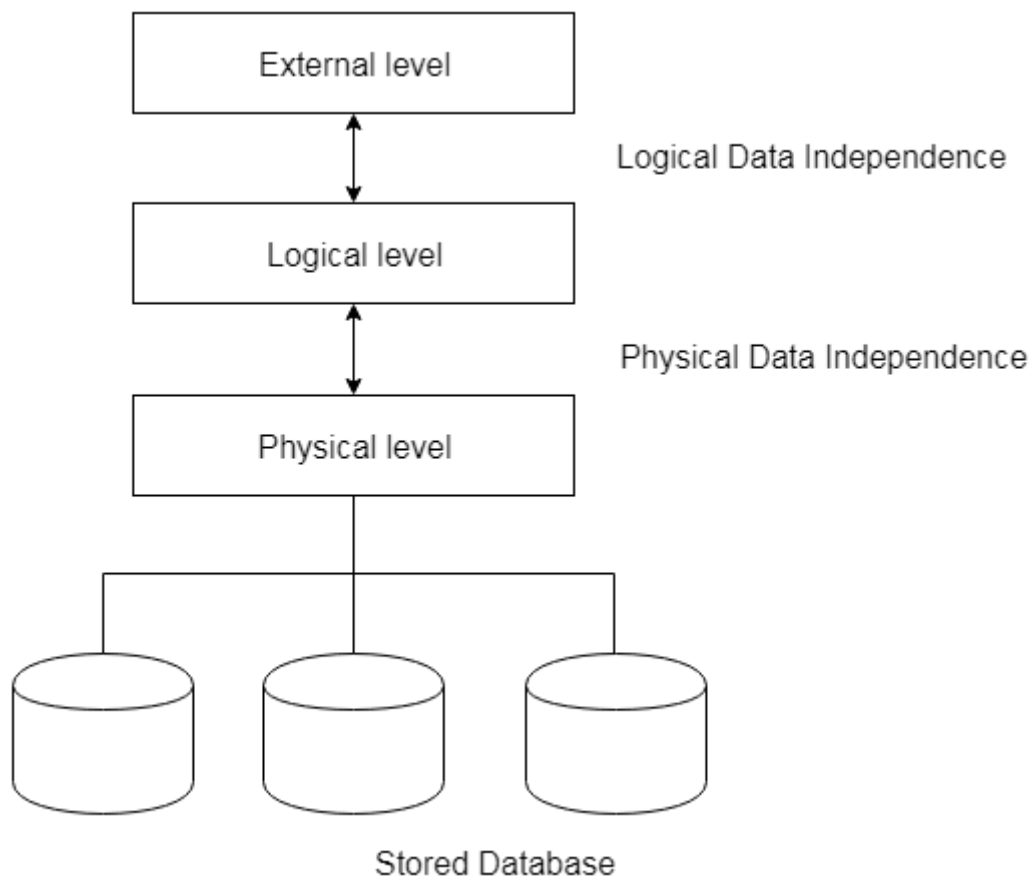 External level
Logical Data Independence
Logical level
Physical Data Independence
Physical level
Stored Database